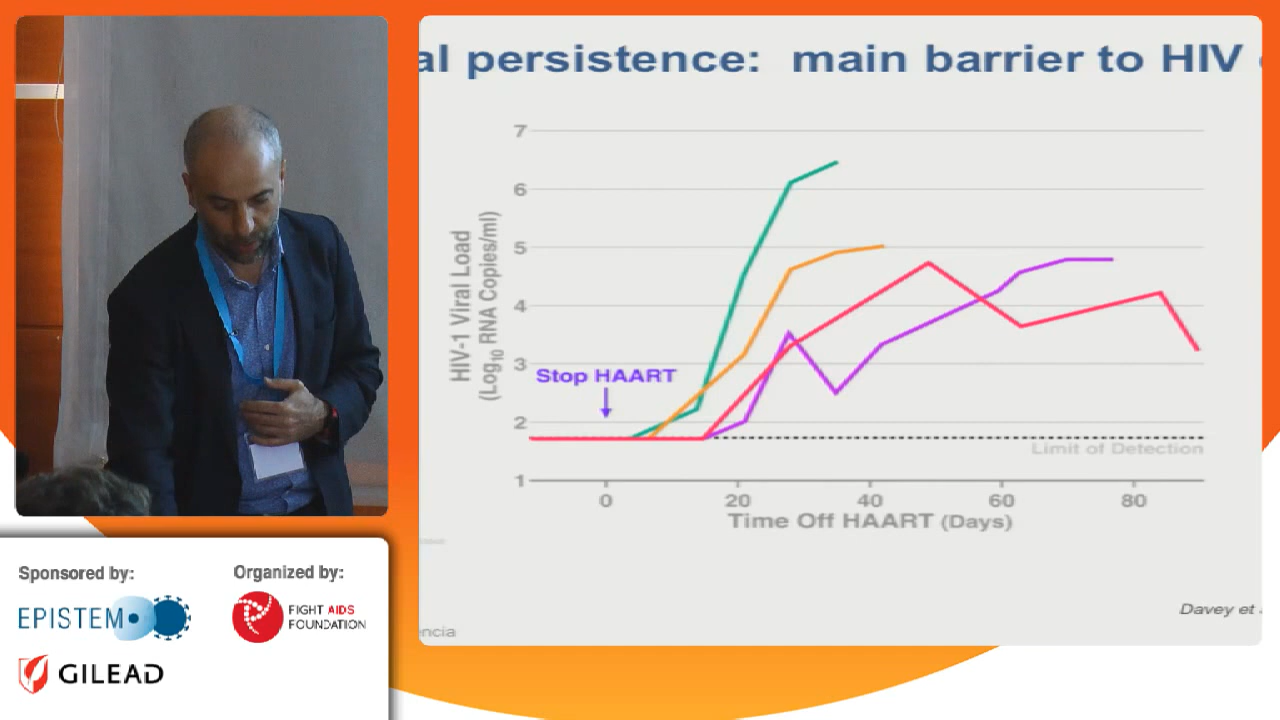 al persistence: main barrier to HIV
7
6
5
4
3
2
1
HIV-1 Viral Load
(Log10 RNA Copies/ml)
Stop HAART
Limit of Detection
0 20 40 60 80
Time Off HAART (Days)
Davey et
encia
Sponsored by:
EPISTEM
GILEAD
Organized by:
FIGHT AIDS
FOUNDATION